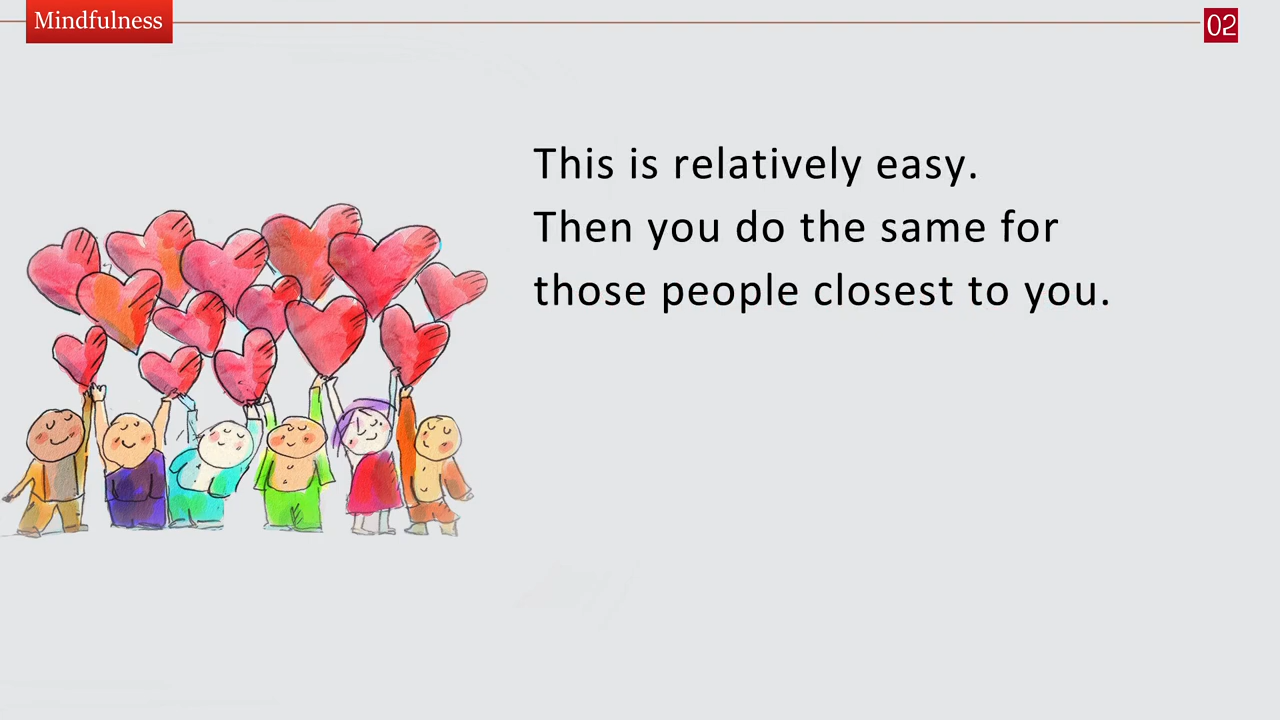 Mindfulness
02
This is relatively easy.
Then you do the same for
those people closest to you.